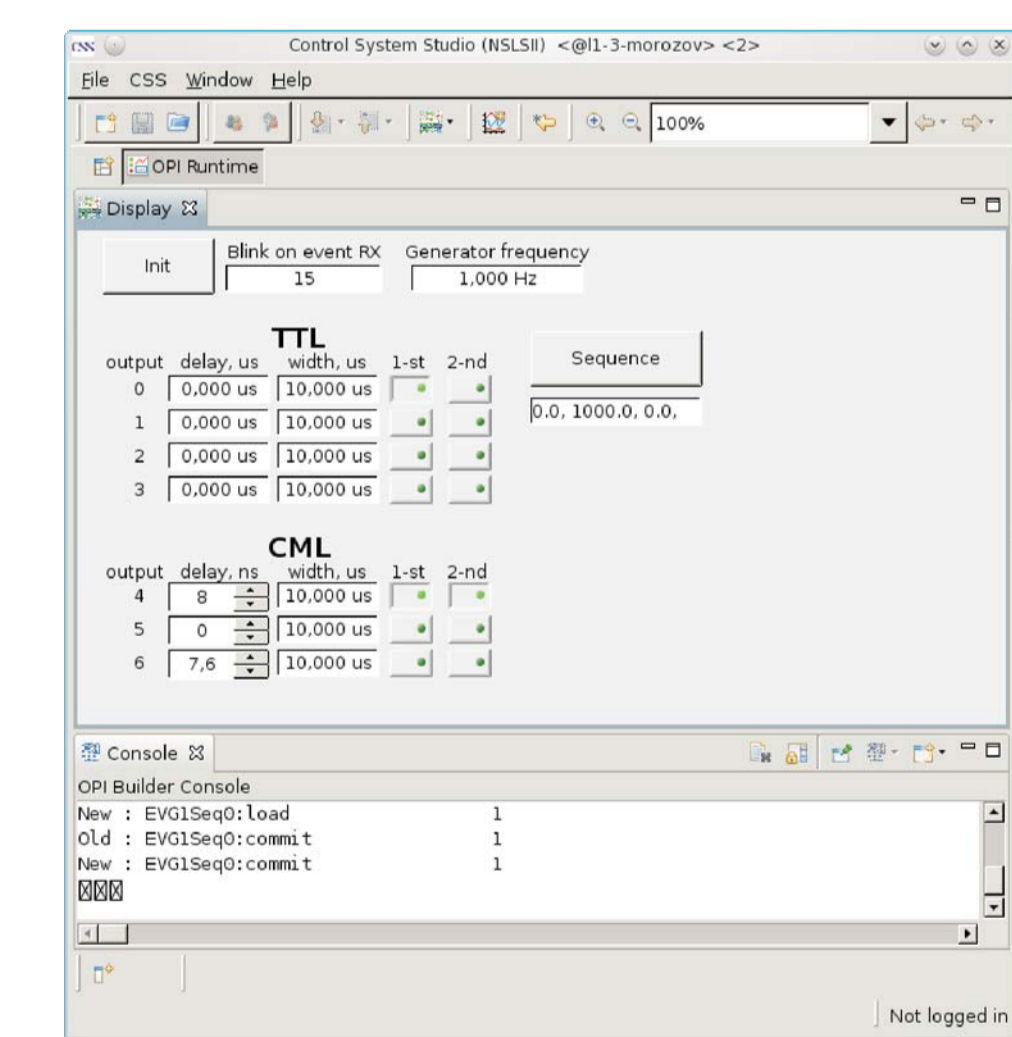 CSS Control System Studio (NSLSII) <@l1-3-morozov> <2>
File CSS Window Help
100%
OPI Runtime
Display
Init Blink on event RX Generator frequency
15 1,000 Hz
TTL
output delay, us width, us 1-st 2-nd Sequence
0 0,000 us 10,000 us
1 0,000 us 10,000 us 0.0, 1000.0, 0.0,
2 0,000 us 10,000 us
3 0,000 us 10,000 us
CML
output delay, ns width, us 1-st 2-nd
4 8 10,000 us
5 0 10,000 us
6 7,6 10,000 us
Console
OPI Builder Console
New : EVG1Seq0:load 1
Old : EVG1Seq0:commit 1
New : EVG1Seq0:commit 1
Not logged in